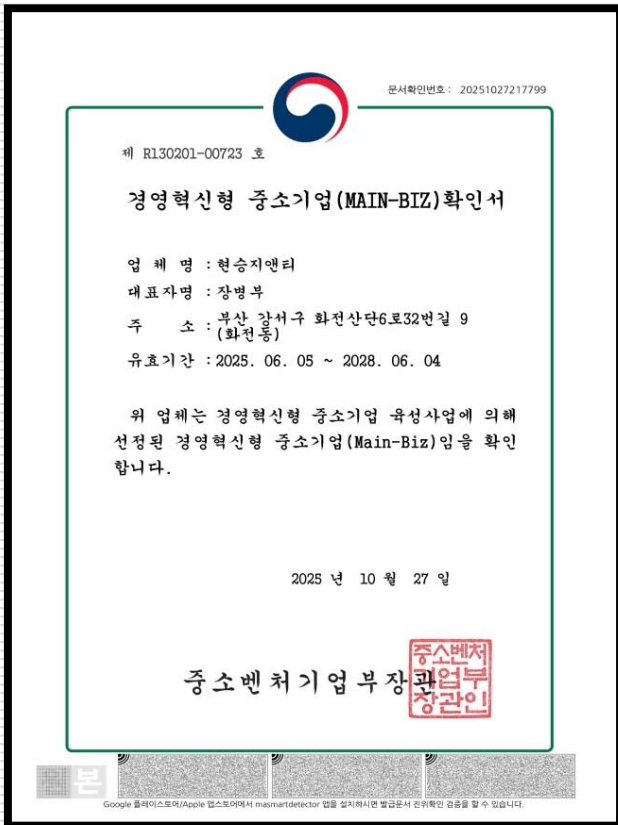 문서확인번호 : 20251027217799
제 R130201-00723 호
경영혁신형 중소기업(MAIN-BIZ)확인서
업 체 명 : 현승지앤티
대표자명 : 장병부
주 소 : 부산 강서구 화전산단6로32번길 9
(화전동)
유효기간 : 2025. 06. 05 ~ 2028. 06. 04
위 업체는 경영혁신형 중소기업 육성사업에 의해
선정된 경영혁신형 중소기업(Main-Biz)임을 확인
합니다.
2025 년 10 월 27 일
중소벤처기업부장관
중소벤처
기업부
장관인
본
Google 플레이스토어/Apple 앱스토어에서 masmartdetector 앱을 설치하시면 발급문서 진위확인 검증을 할 수 있습니다.